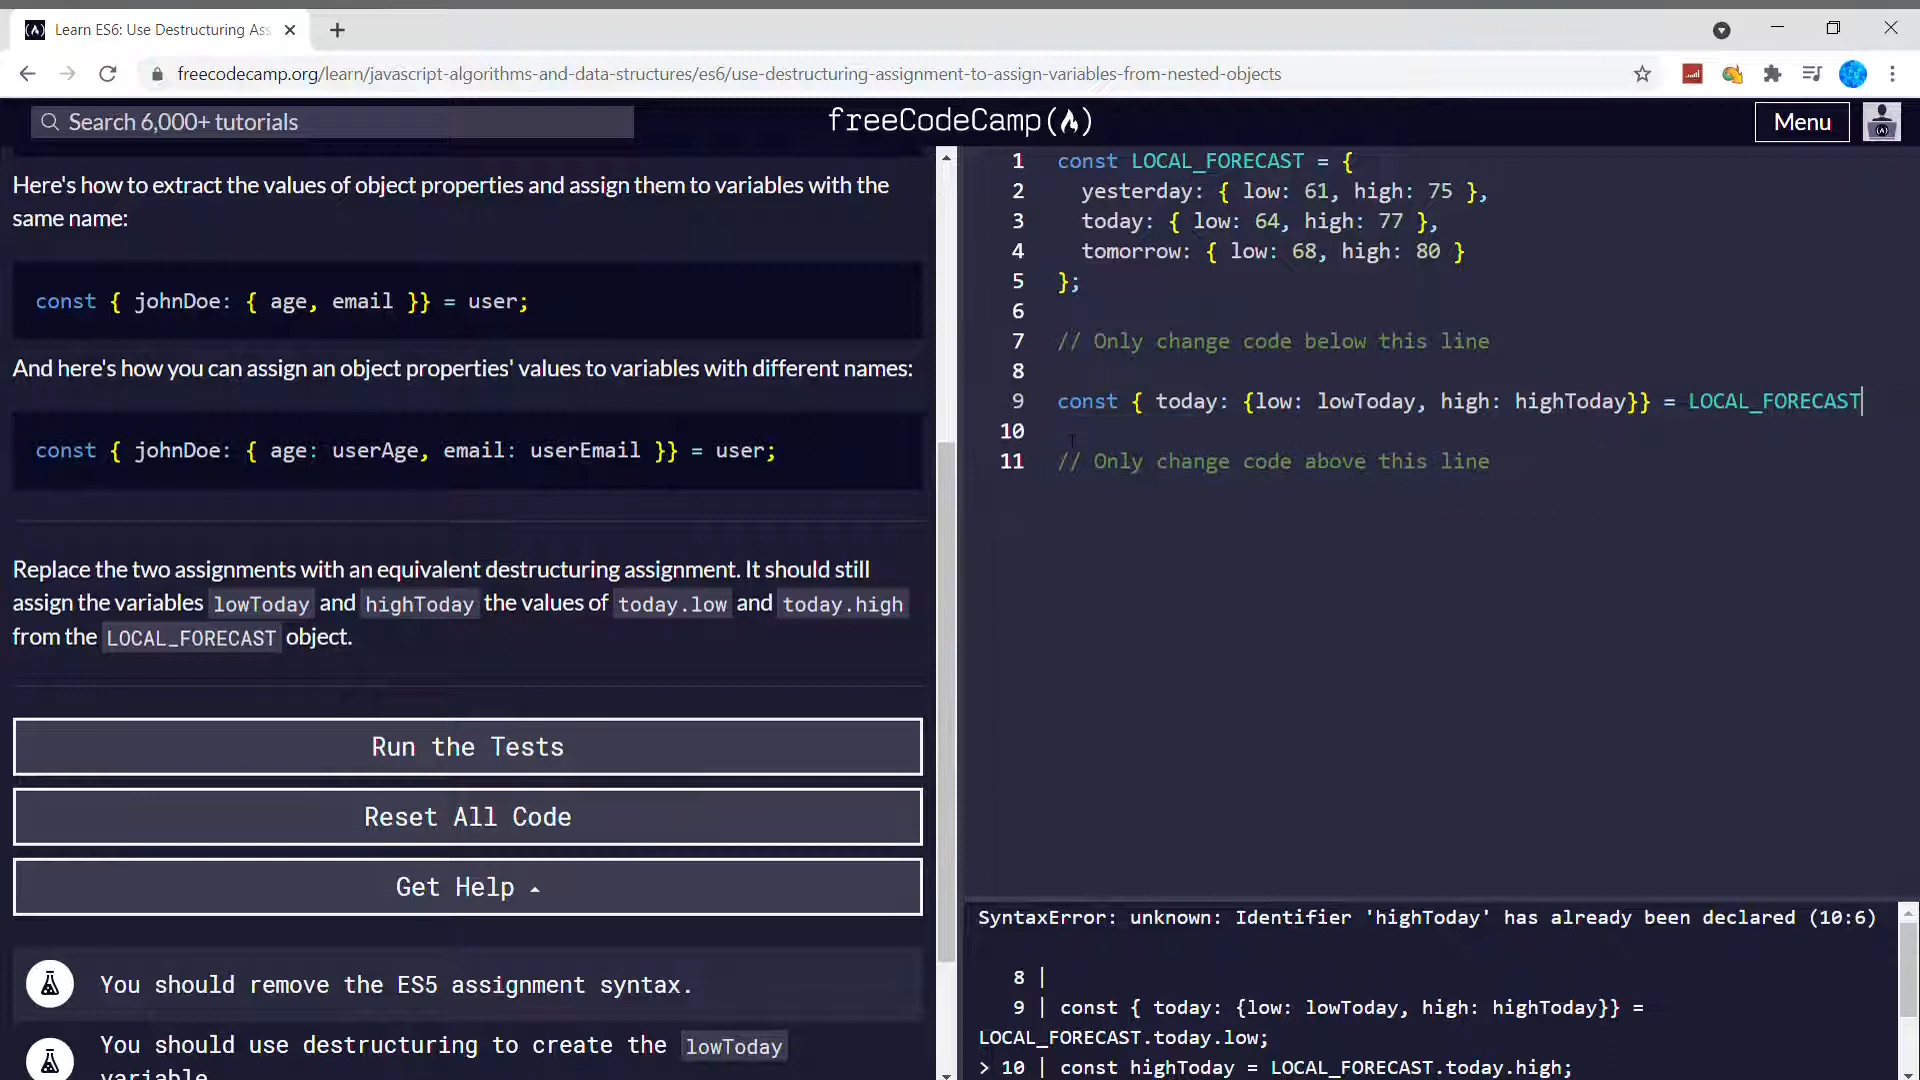 Learn ES6: Use Destructuring Ass
freecodecamp.org/learn/javascript-algorithms-and-data-structures/es6/use-destructuring-assignment-to-assign-variables-from-nested-objects
Search 6,000+ tutorials
freeCodeCamp(🔥)
Menu
Here's how to extract the values of object properties and assign them to variables with the
same name:
const { johnDoe: { age, email }} = user;
And here's how you can assign an object properties' values to variables with different names:
const { johnDoe: { age: userAge, email: userEmail }} = user;
Replace the two assignments with an equivalent destructuring assignment. It should still
assign the variables lowToday and highToday the values of today.low and today.high
from the LOCAL_FORECAST object.
Run the Tests
Reset All Code
Get Help
You should remove the ES5 assignment syntax.
You should use destructuring to create the lowToday
variable
1 const LOCAL_FORECAST = {
2 yesterday: { low: 61, high: 75 },
3 today: { low: 64, high: 77 },
4 tomorrow: { low: 68, high: 80 }
5 };
6
7 // Only change code below this line
8
9 const { today: {low: lowToday, high: highToday}} = LOCAL_FORECAST
10
11 // Only change code above this line
SyntaxError: unknown: Identifier 'highToday' has already been declared (10:6)
8 |
9 | const { today: {low: lowToday, high: highToday}} =
LOCAL_FORECAST.today.low;
> 10 | const highToday = LOCAL_FORECAST.today.high;